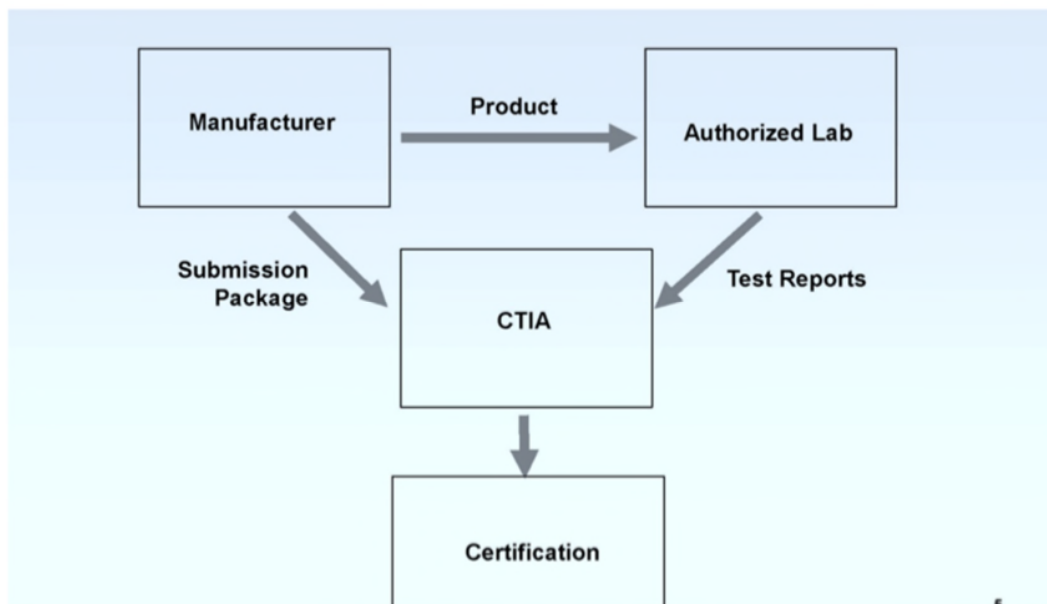 Manufacturer
Product
Authorized Lab
Submission
Package
Test Reports
CTIA
Certification